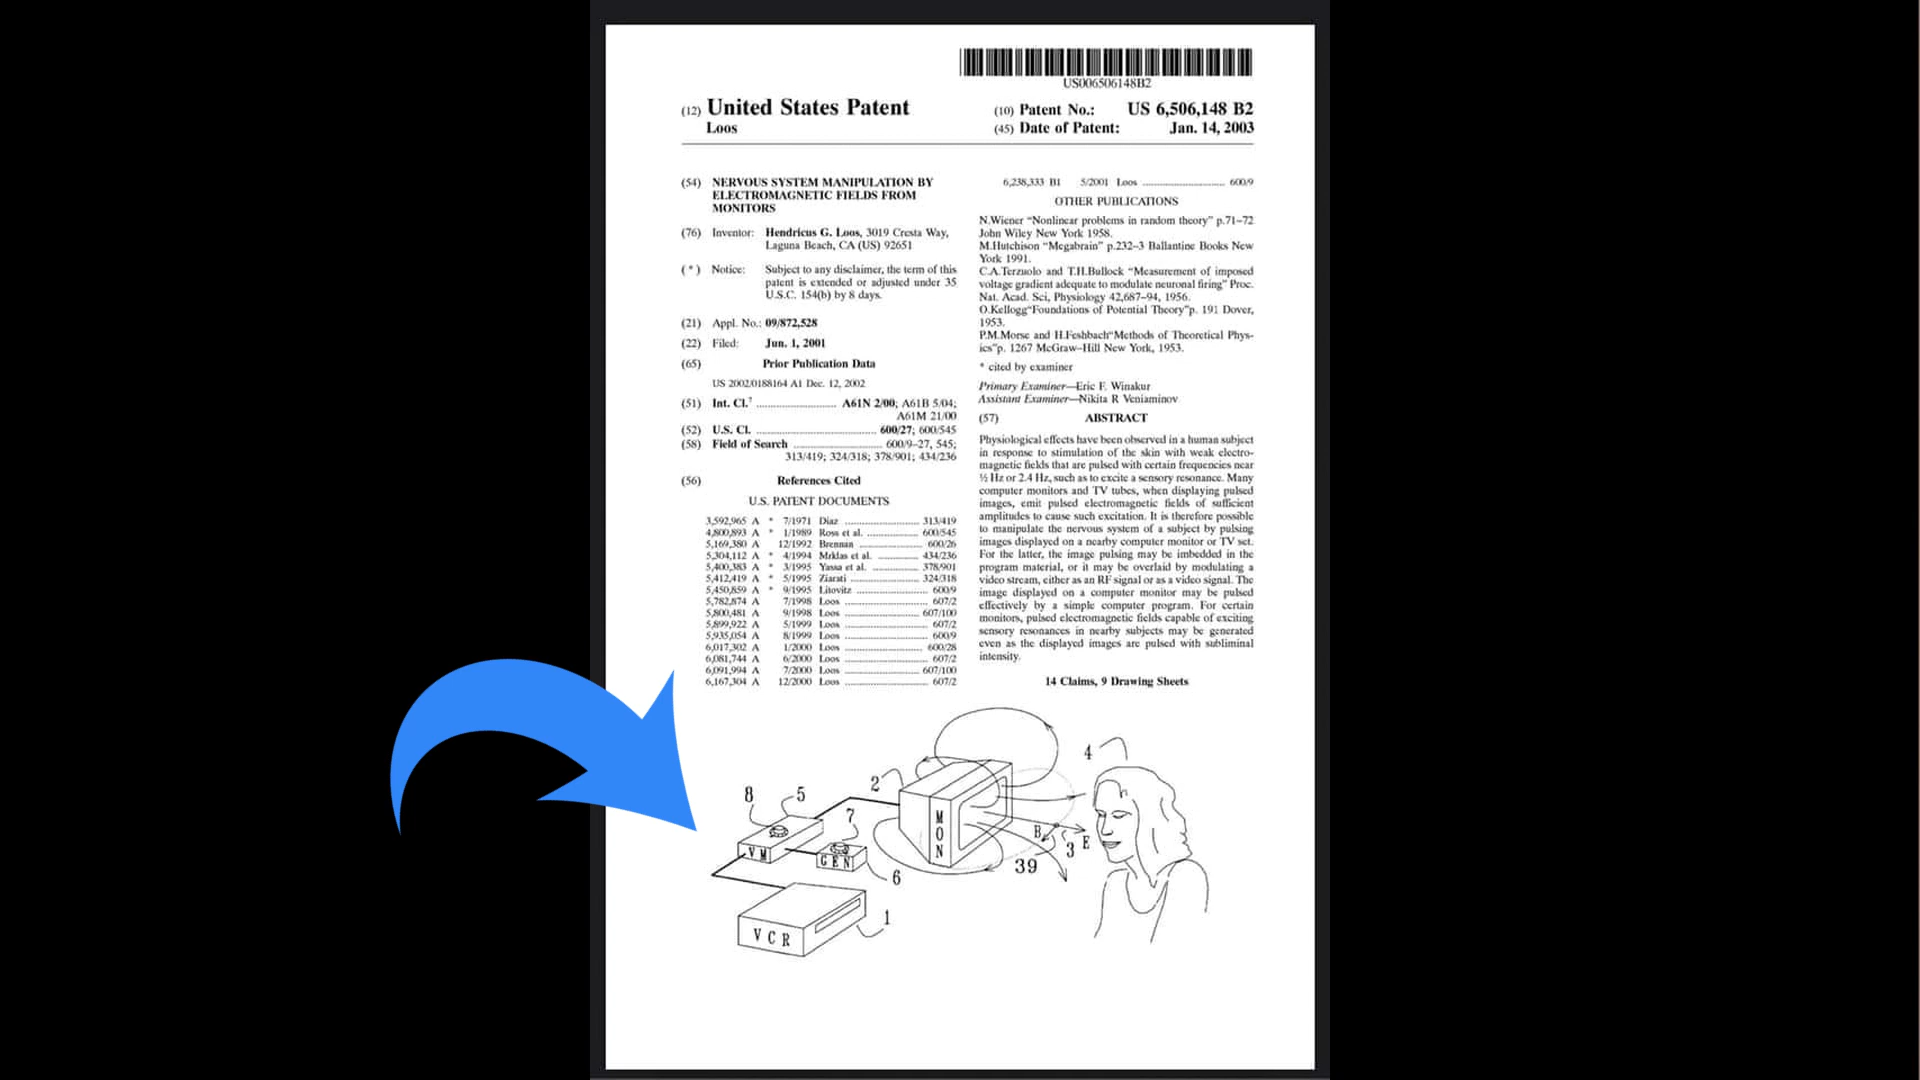 US006506148B2
(12) United States Patent
Loos
(10) Patent No.: US 6,506,148 B2
(45) Date of Patent: Jan. 14, 2003
(54) NERVOUS SYSTEM MANIPULATION BY
ELECTROMAGNETIC FIELDS FROM
MONITORS
(76) Inventor: Hendricus G. Loos, 3019 Cresta Way,
Laguna Beach, CA (US) 92651
(*) Notice: Subject to any disclaimer, the term of this
patent is extended or adjusted under 35
U.S.C. 154(b) by 8 days.
(21) Appl. No.: 09/872,528
(22) Filed: Jun. 1, 2001
(65) Prior Publication Data
US 2002/0188164 A1 Dec. 12, 2002
(51) Int. Cl.7 .................... A61N 2/00; A61B 5/04;
A61M 21/00
(52) U.S. Cl. .................... 600/27; 600/545
(58) Field of Search .................... 600/9–27, 545;
313/419; 324/318; 378/901; 434/236
(56) References Cited
U.S. PATENT DOCUMENTS
3,592,965 A * 7/1971 Diaz .................... 313/419
4,800,893 A * 1/1989 Ross et al. .................... 600/545
5,169,380 A 12/1992 Brennan .................... 600/26
5,304,112 A * 4/1994 Mrklas et al. .................... 434/236
5,400,383 A * 3/1995 Yassa et al. .................... 378/901
5,412,419 A * 5/1995 Ziarati .................... 324/318
5,450,859 A * 9/1995 Litovitz .................... 600/9
5,782,874 A 7/1998 Loos .................... 607/2
5,800,481 A 9/1998 Loos .................... 607/100
5,899,922 A 5/1999 Loos .................... 607/2
5,935,054 A 8/1999 Loos .................... 600/9
6,017,302 A 1/2000 Loos .................... 600/28
6,081,744 A 6/2000 Loos .................... 607/2
6,091,994 A 7/2000 Loos .................... 607/100
6,167,304 A 12/2000 Loos .................... 607/2
6,238,333 B1 5/2001 Loos .................... 600/9
OTHER PUBLICATIONS
N.Wiener “Nonlinear problems in random theory” p.71–72
John Wiley New York 1958.
M.Hutchison “Megabrain” p.232–3 Ballantine Books New
York 1991.
C.A.Terzuolo and T.H.Bullock “Measurement of imposed
voltage gradient adequate to modulate neuronal firing” Proc.
Nat. Acad. Sci, Physiology 42,687–94, 1956.
O.Kellogg“Foundations of Potential Theory”p. 191 Dover,
1953.
P.M.Morse and H.Feshbach“Methods of Theoretical Phys-
ics”p. 1267 McGraw–Hill New York, 1953.
* cited by examiner
Primary Examiner—Eric F. Winakur
Assistant Examiner—Nikita R Veniaminov
(57) ABSTRACT
Physiological effects have been observed in a human subject
in response to stimulation of the skin with weak electro-
magnetic fields that are pulsed with certain frequencies near
½ Hz or 2.4 Hz, such as to excite a sensory resonance. Many
computer monitors and TV tubes, when displaying pulsed
images, emit pulsed electromagnetic fields of sufficient
amplitudes to cause such excitation. It is therefore possible
to manipulate the nervous system of a subject by pulsing
images displayed on a nearby computer monitor or TV set.
For the latter, the image pulsing may be imbedded in the
program material, or it may be overlaid by modulating a
video stream, either as an RF signal or as a video signal. The
image displayed on a computer monitor may be pulsed
effectively by a simple computer program. For certain
monitors, pulsed electromagnetic fields capable of exciting
sensory resonances in nearby subjects may be generated
even as the displayed images are pulsed with subliminal
intensity.
14 Claims, 9 Drawing Sheets
8
5
7
2
4
VM
GEN
MON
B
E
3
39
6
1
VCR